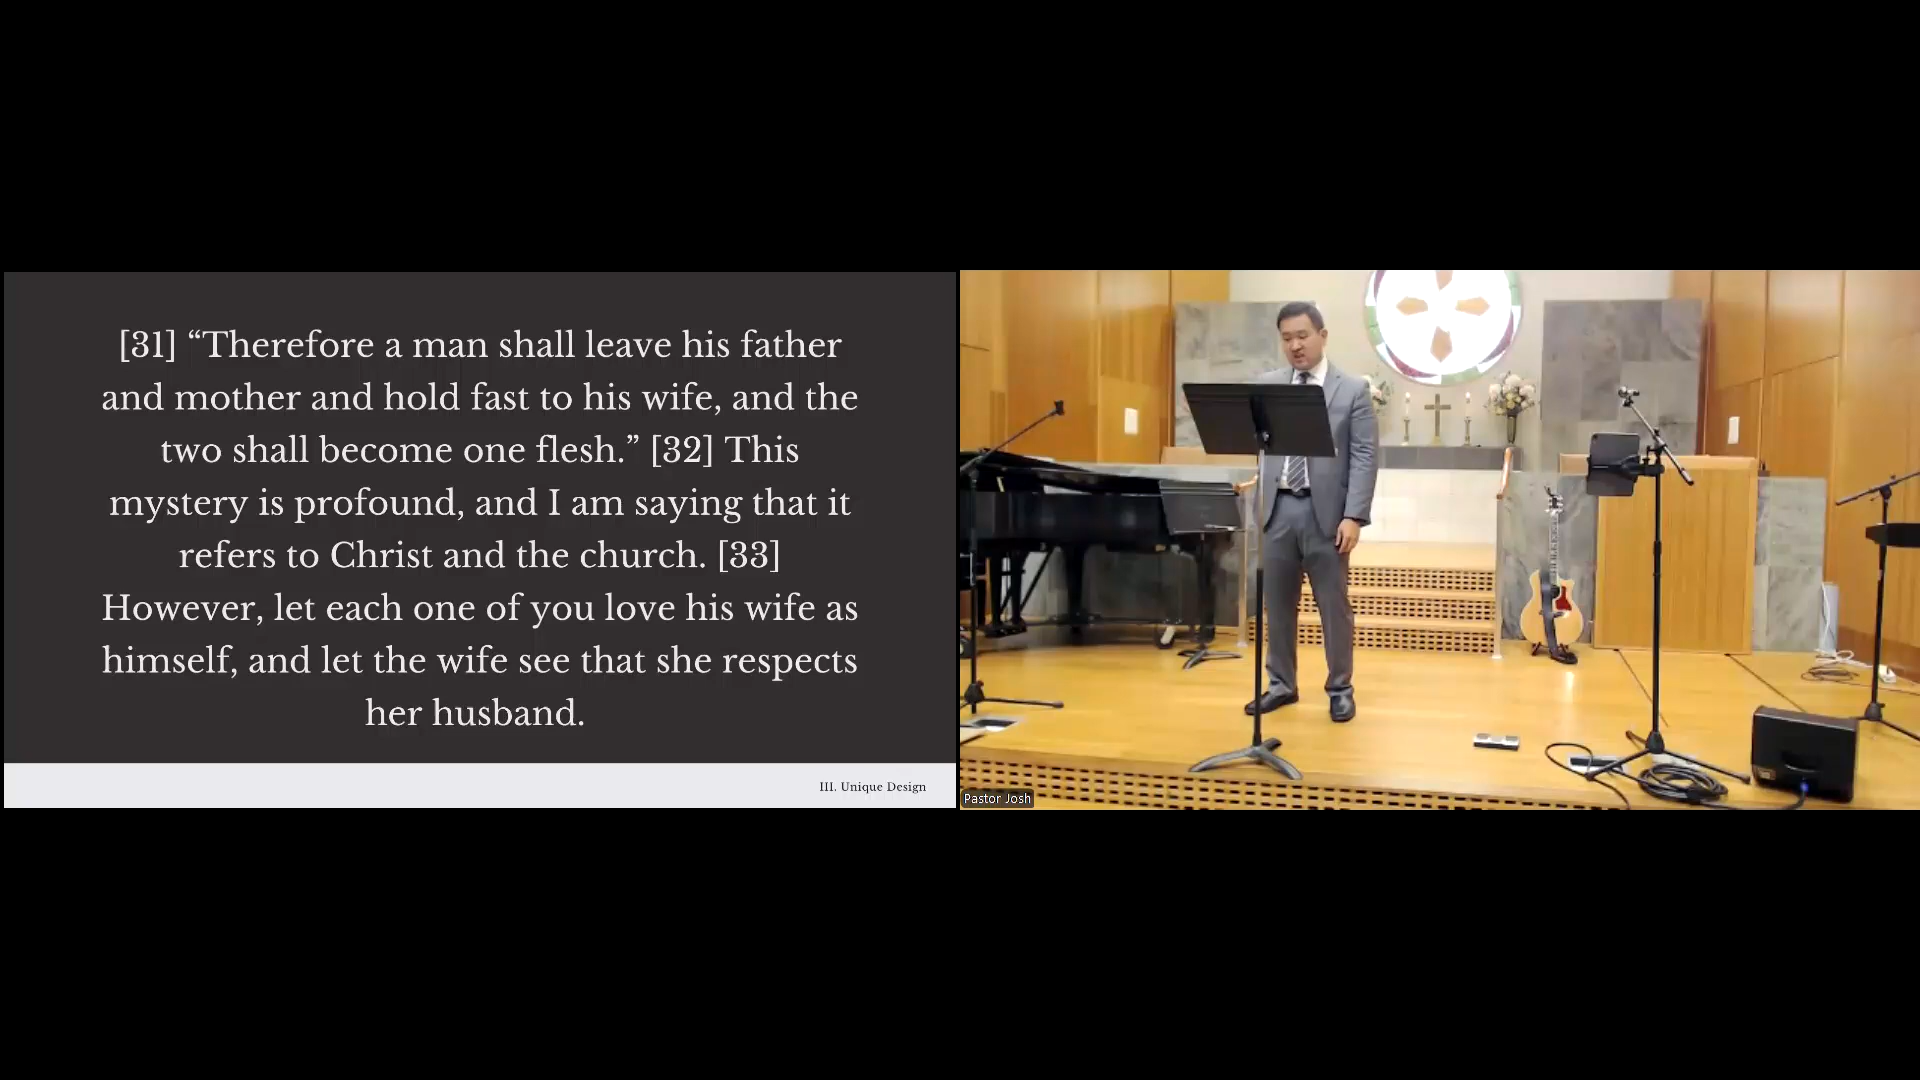 [31] “Therefore a man shall leave his father
and mother and hold fast to his wife, and the
two shall become one flesh.” [32] This
mystery is profound, and I am saying that it
refers to Christ and the church. [33]
However, let each one of you love his wife as
himself, and let the wife see that she respects
her husband.
III. Unique Design
Pastor Josh